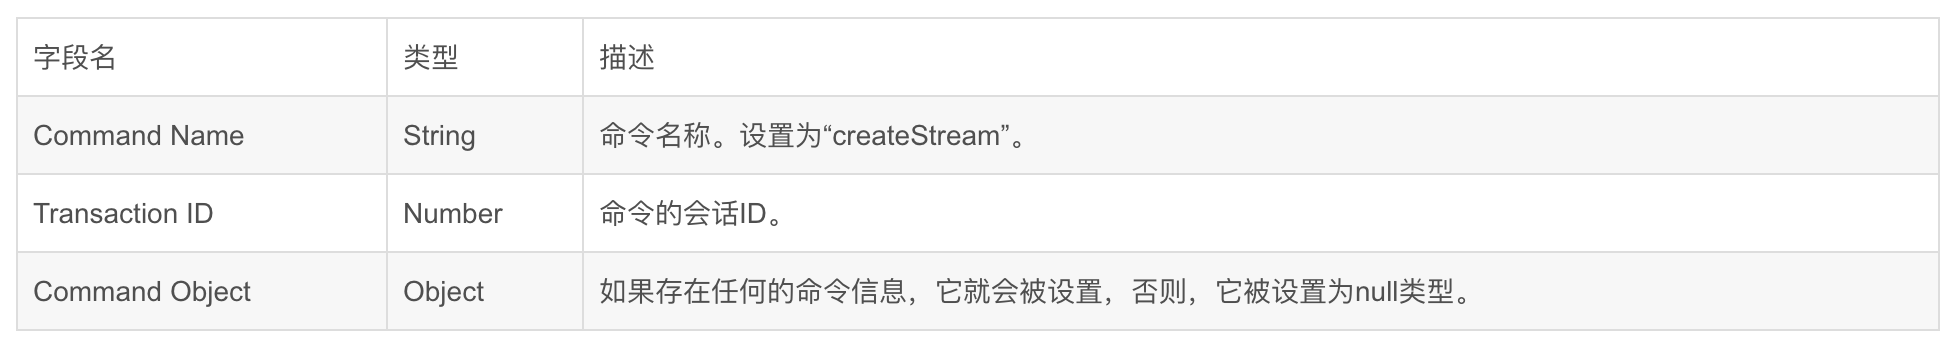 字段名 类型 描述
Command Name String 命令名称。设置为“createStream”。
Transaction ID Number 命令的会话ID。
Command Object Object 如果存在任何的命令信息，它就会被设置，否则，它被设置为null类型。